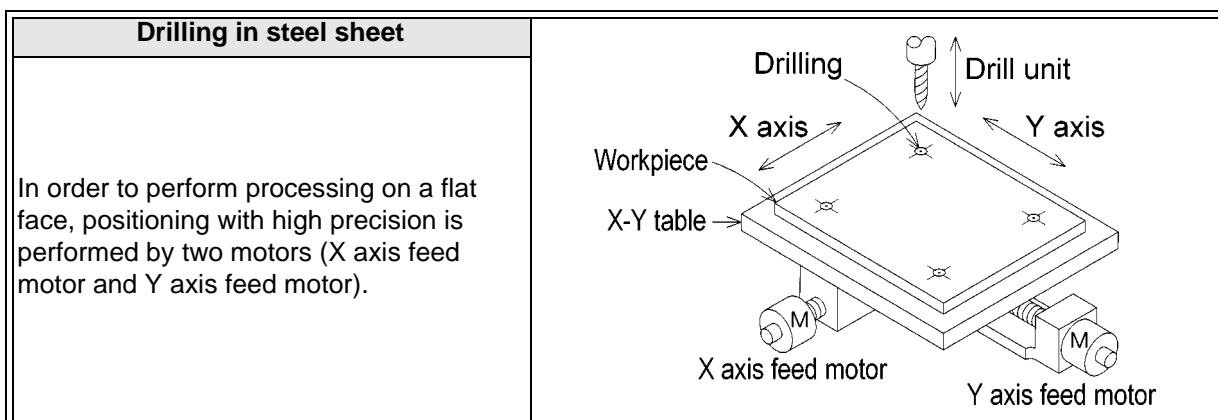 Drilling in steel sheet
In order to perform processing on a flat
face, positioning with high precision is
performed by two motors (X axis feed
motor and Y axis feed motor).
Drilling
Drill unit
X axis
Y axis
Workpiece
X-Y table
M
M
X axis feed motor
Y axis feed motor